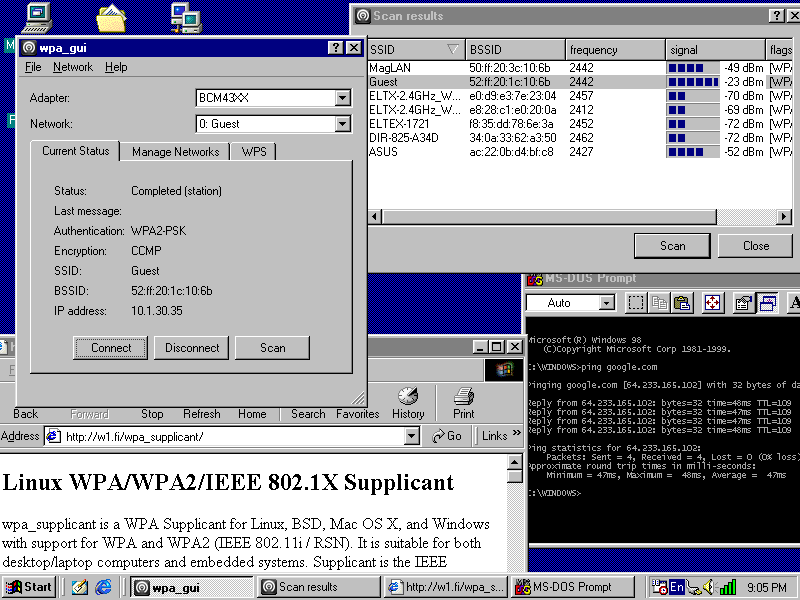 Scan results
SSID BSSID frequency signal flags
MagLAN 50:ff:20:3c:10:6b 2442 -49 dBm [WPA
Guest 52:ff:20:1c:10:6b 2442 -23 dBm [WPA
ELTX-2.4GHz_W... e0:d9:e3:7e:23:04 2457 -70 dBm [WPA
ELTX-2.4GHz_W... e8:28:c1:e0:20:0a 2412 -69 dBm [WPA
ELTEX-1721 f8:35:dd:78:6e:3a 2452 -72 dBm [WPA
DIR-825-A34D 34:0a:33:62:a3:50 2462 -72 dBm [WPA
ASUS ac:22:0b:d4:bf:c8 2427 -52 dBm [WPA
Scan Close
wpa_gui
File Network Help
Adapter: BCM43XX
Network: 0: Guest
Current Status Manage Networks WPS
Status: Completed (station)
Last message:
Authentication: WPA2-PSK
Encryption: CCMP
SSID: Guest
BSSID: 52:ff:20:1c:10:6b
IP address: 10.1.30.35
Connect Disconnect Scan
MS-DOS Prompt
Auto A
Microsoft(R) Windows 98
(C)Copyright Microsoft Corp 1981-1999.
C:\WINDOWS>ping google.com
Pinging google.com [64.233.165.102] with 32 bytes of da
Reply from 64.233.165.102: bytes=32 time=48ms TTL=109
Reply from 64.233.165.102: bytes=32 time=47ms TTL=109
Reply from 64.233.165.102: bytes=32 time=47ms TTL=109
Reply from 64.233.165.102: bytes=32 time=48ms TTL=109
Ping statistics for 64.233.165.102:
Packets: Sent = 4, Received = 4, Lost = 0 (0% loss)
Approximate round trip times in milli-seconds:
Minimum = 47ms, Maximum = 48ms, Average = 47ms
C:\WINDOWS>
Back Forward Stop Refresh Home Search Favorites History Print
Address http://w1.fi/wpa_supplicant/ Go Links »
Linux WPA/WPA2/IEEE 802.1X Supplicant
wpa_supplicant is a WPA Supplicant for Linux, BSD, Mac OS X, and Windows
with support for WPA and WPA2 (IEEE 802.11i / RSN). It is suitable for both
desktop/laptop computers and embedded systems. Supplicant is the IEEE
Start wpa_gui Scan results http://w1.fi/wpa_s... MS-DOS Prompt En 9:05 PM